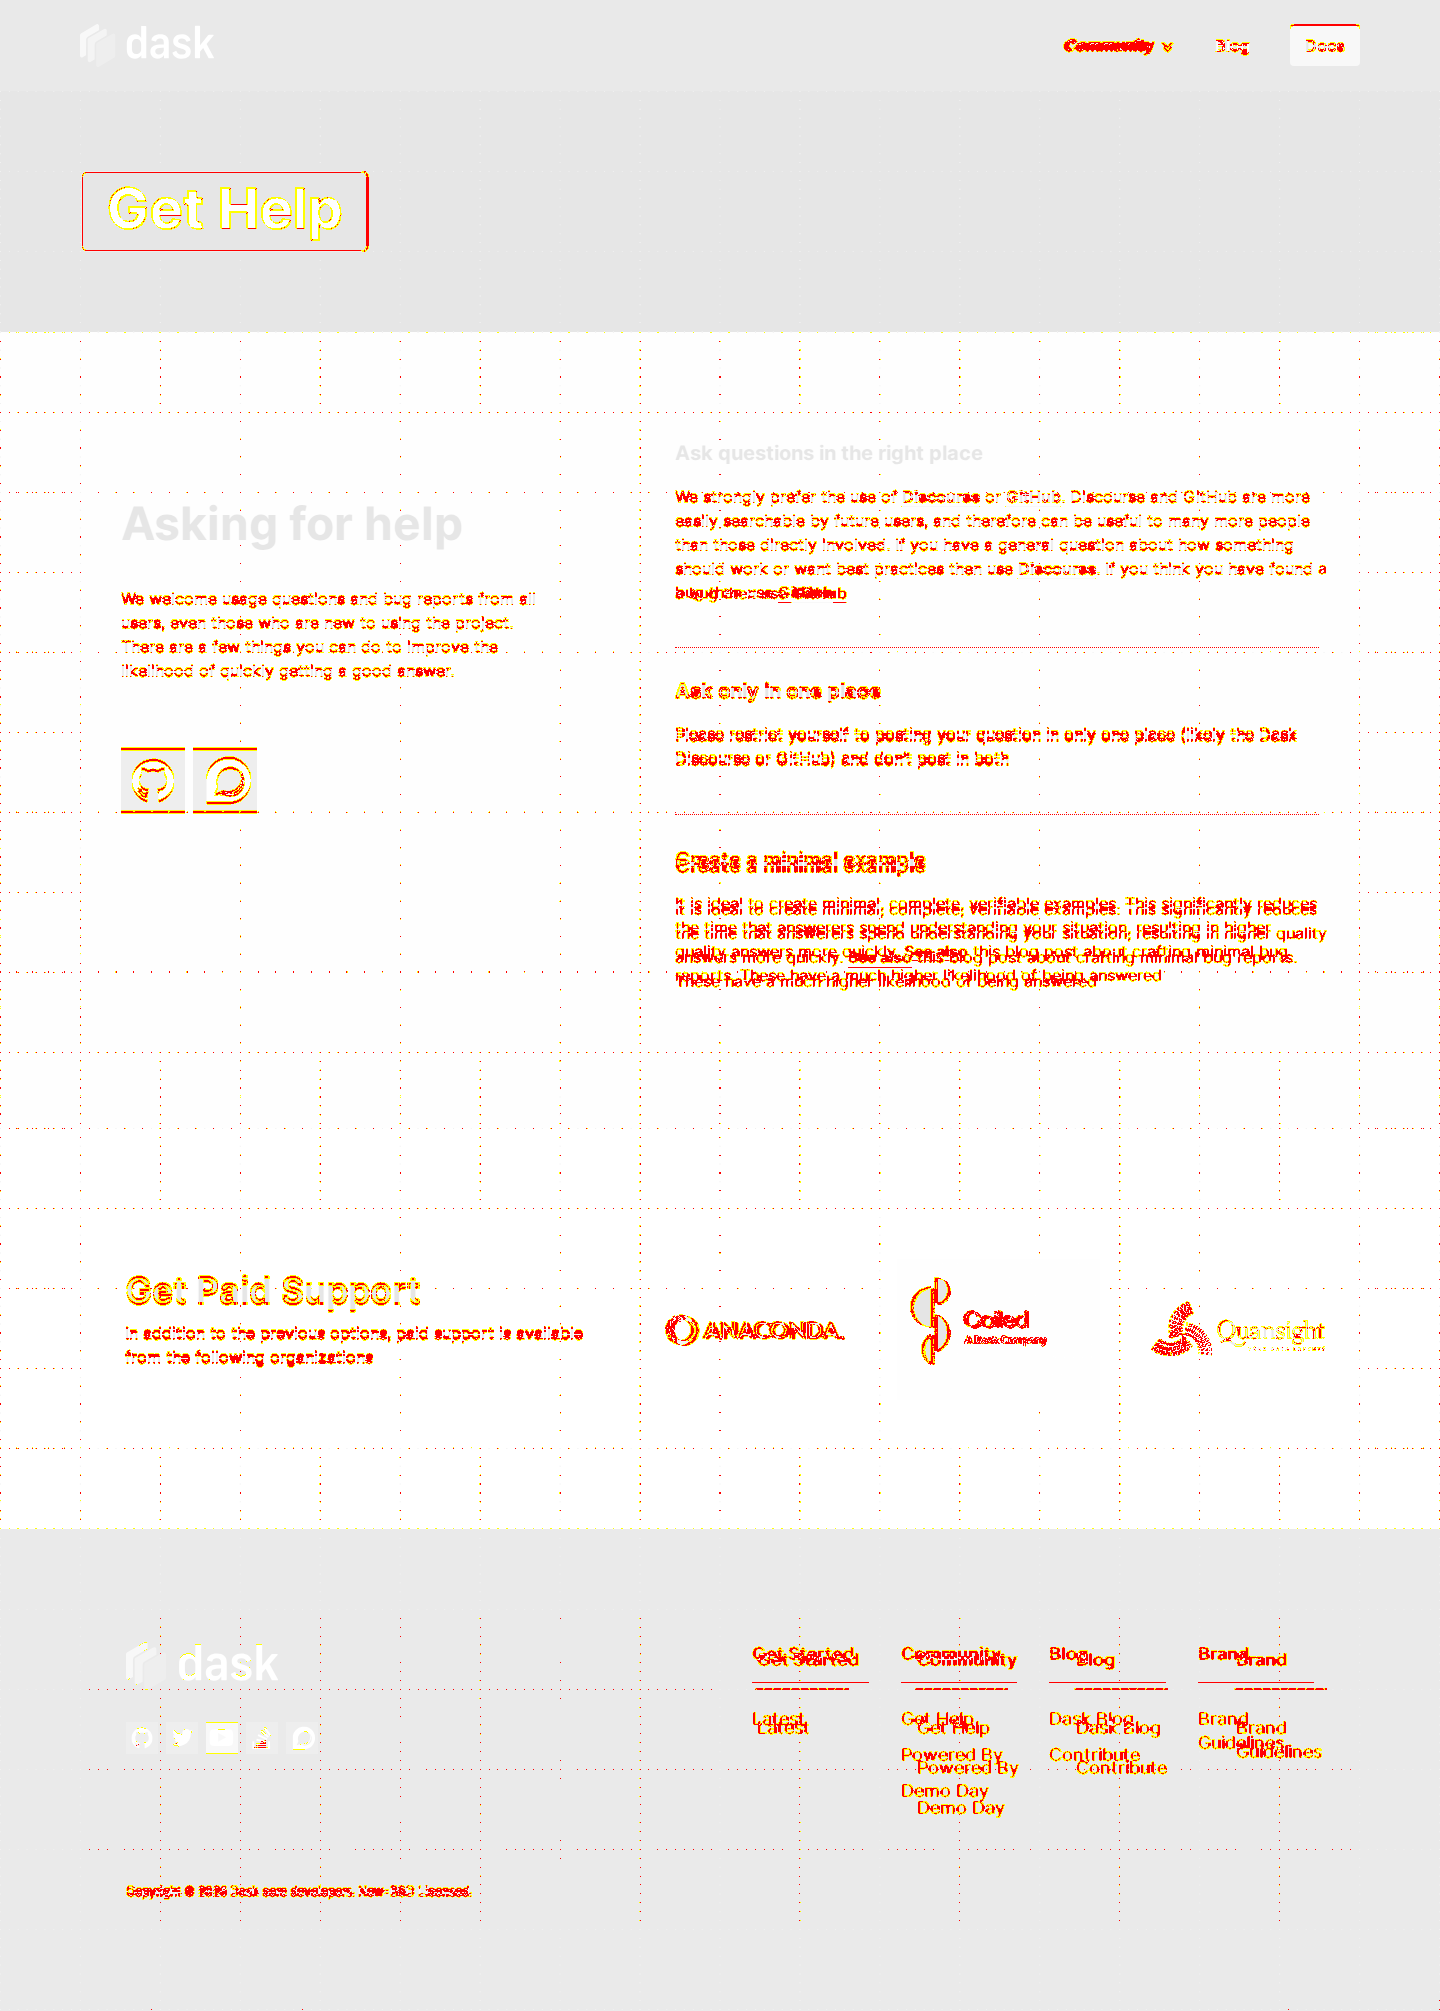 dask
Community
Blog
Docs
Get Help
Asking for help
We welcome usage questions and bug reports from all
users, even those who are new to using the project.
There are a few things you can do to improve the
likelihood of quickly getting a good answer.
Ask questions in the right place
We strongly prefer the use of Discourse or GitHub. Discourse and GitHub are more
easily searchable by future users, and therefore can be useful to many more people
than those directly involved. If you have a general question about how something
should work or want best practices then use Discourse. If you think you have found a
Ask only in one place
Please restrict yourself to posting your question in only one place (likely the Dask
Discourse or GitHub) and don't post in both
Create a minimal example
It is ideal to create minimal, complete, verifiable examples. This significantly reduces
the time that answerers spend understanding your situation, resulting in higher quality
answers more quickly. See also this blog post about crafting minimal bug reports.
These have a much higher likelihood of being answered
Get Paid Support
In addition to the previous options, paid support is available
from the following organizations
ANACONDA.
Coiled
A Dask Company
Quansight
dask
Get Started
Latest
Community
Get Help
Powered By
Demo Day
Blog
Dask Blog
Contribute
Brand
Brand
Guidelines
Copyright © Dask core developers. New BSD Licensed.